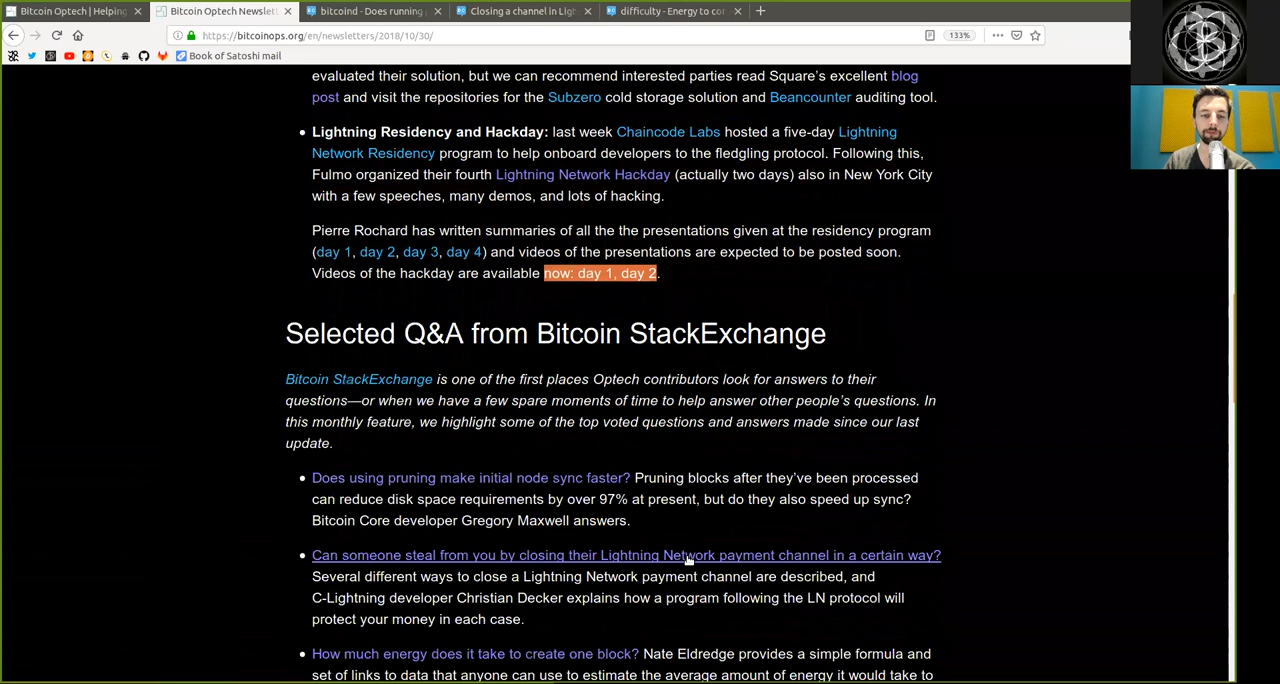 Bitcoin Optech | Helping
Bitcoin Optech Newslett
bitcoind - Does running
Closing a channel in Ligh
difficulty - Energy to cor
https://bitcoinops.org/en/newsletters/2018/10/30/
133%
Book of Satoshi mail
evaluated their solution, but we can recommend interested parties read Square’s excellent blog
post and visit the repositories for the Subzero cold storage solution and Beancounter auditing tool.
• Lightning Residency and Hackday: last week Chaincode Labs hosted a five-day Lightning
Network Residency program to help onboard developers to the fledgling protocol. Following this,
Fulmo organized their fourth Lightning Network Hackday (actually two days) also in New York City
with a few speeches, many demos, and lots of hacking.
Pierre Rochard has written summaries of all the the presentations given at the residency program
(day 1, day 2, day 3, day 4) and videos of the presentations are expected to be posted soon.
Videos of the hackday are available now: day 1, day 2.
Selected Q&A from Bitcoin StackExchange
Bitcoin StackExchange is one of the first places Optech contributors look for answers to their
questions—or when we have a few spare moments of time to help answer other people’s questions. In
this monthly feature, we highlight some of the top voted questions and answers made since our last
update.
• Does using pruning make initial node sync faster? Pruning blocks after they’ve been processed
can reduce disk space requirements by over 97% at present, but do they also speed up sync?
Bitcoin Core developer Gregory Maxwell answers.
• Can someone steal from you by closing their Lightning Network payment channel in a certain way?
Several different ways to close a Lightning Network payment channel are described, and
C-Lightning developer Christian Decker explains how a program following the LN protocol will
protect your money in each case.
• How much energy does it take to create one block? Nate Eldredge provides a simple formula and
set of links to data that anyone can use to estimate the average amount of energy it would take to